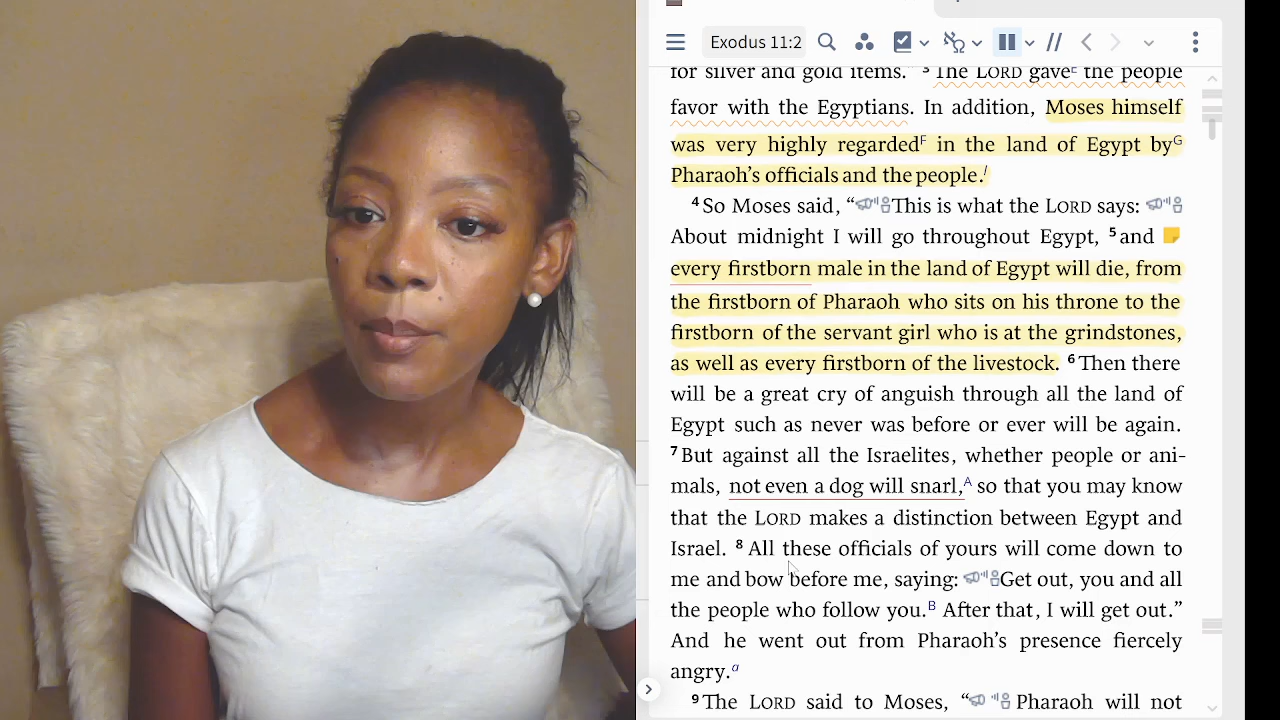 Exodus 11:2
for silver and gold items." 3 The LORD gaveE the people
favor with the Egyptians. In addition, Moses himself
was very highly regardedF in the land of Egypt byG
Pharaoh's officials and the people.l
4 So Moses said, "This is what the LORD says:
About midnight I will go throughout Egypt, 5 and
every firstborn male in the land of Egypt will die, from
the firstborn of Pharaoh who sits on his throne to the
firstborn of the servant girl who is at the grindstones,
as well as every firstborn of the livestock. 6 Then there
will be a great cry of anguish through all the land of
Egypt such as never was before or ever will be again.
7 But against all the Israelites, whether people or ani-
mals, not even a dog will snarl,A so that you may know
that the LORD makes a distinction between Egypt and
Israel. 8 All these officials of yours will come down to
me and bow before me, saying: Get out, you and all
the people who follow you.B After that, I will get out."
And he went out from Pharaoh's presence fiercely
angry.a
9 The LORD said to Moses, "Pharaoh will not